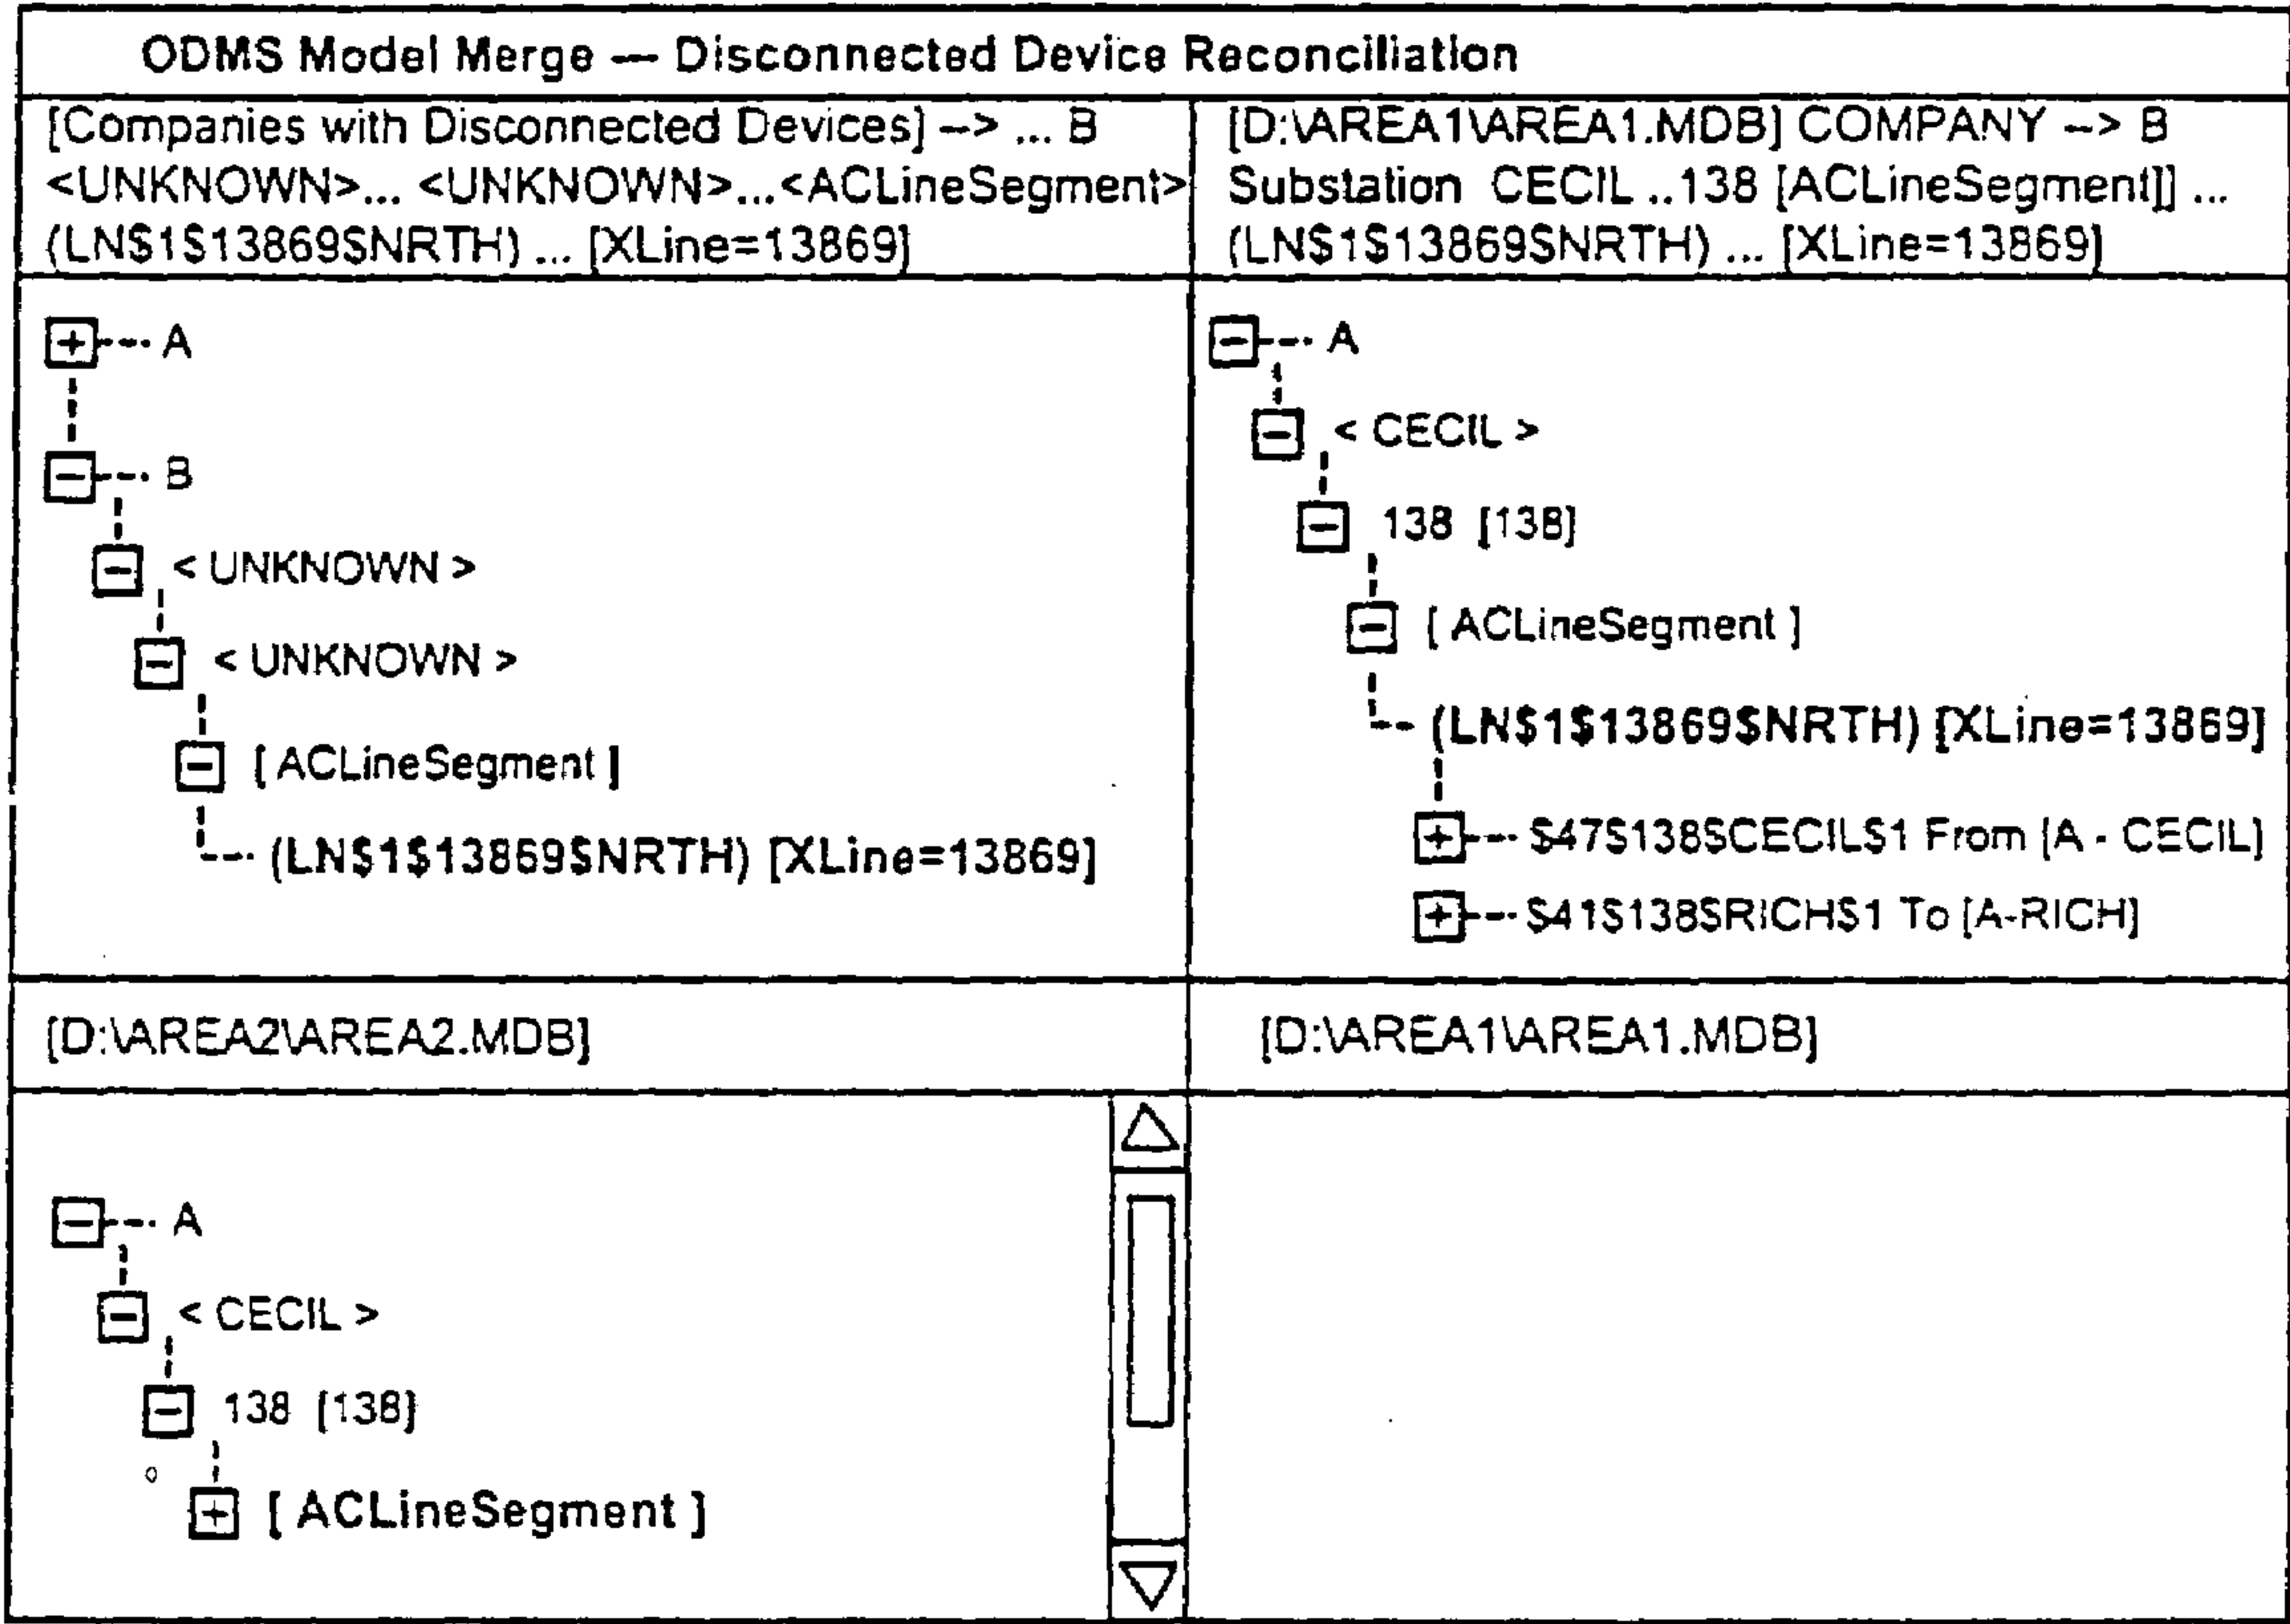 ODMS Model Merge — Disconnected Device Reconciliation
[Companies with Disconnected Devices] --> ... B
<UNKNOWN>... <UNKNOWN>...<ACLineSegment>
(LN$1$13869$NRTH) ... [XLine=13869]
[D:\AREA1\AREA1.MDB] COMPANY --> B
Substation CECIL ..138 [ACLineSegment]] ...
(LN$1$13869$NRTH) ... [XLine=13869]
A
B
< UNKNOWN >
< UNKNOWN >
[ ACLineSegment ]
(LN$1$13869$NRTH) [XLine=13869]
A
< CECIL >
138 [138]
[ ACLineSegment ]
(LN$1$13869$NRTH) [XLine=13869]
$47$138$CECIL$1 From [A - CECIL]
$41$138$RICH$1 To [A-RICH]
[D:\AREA2\AREA2.MDB]
[D:\AREA1\AREA1.MDB]
A
< CECIL >
138 [138]
[ ACLineSegment ]